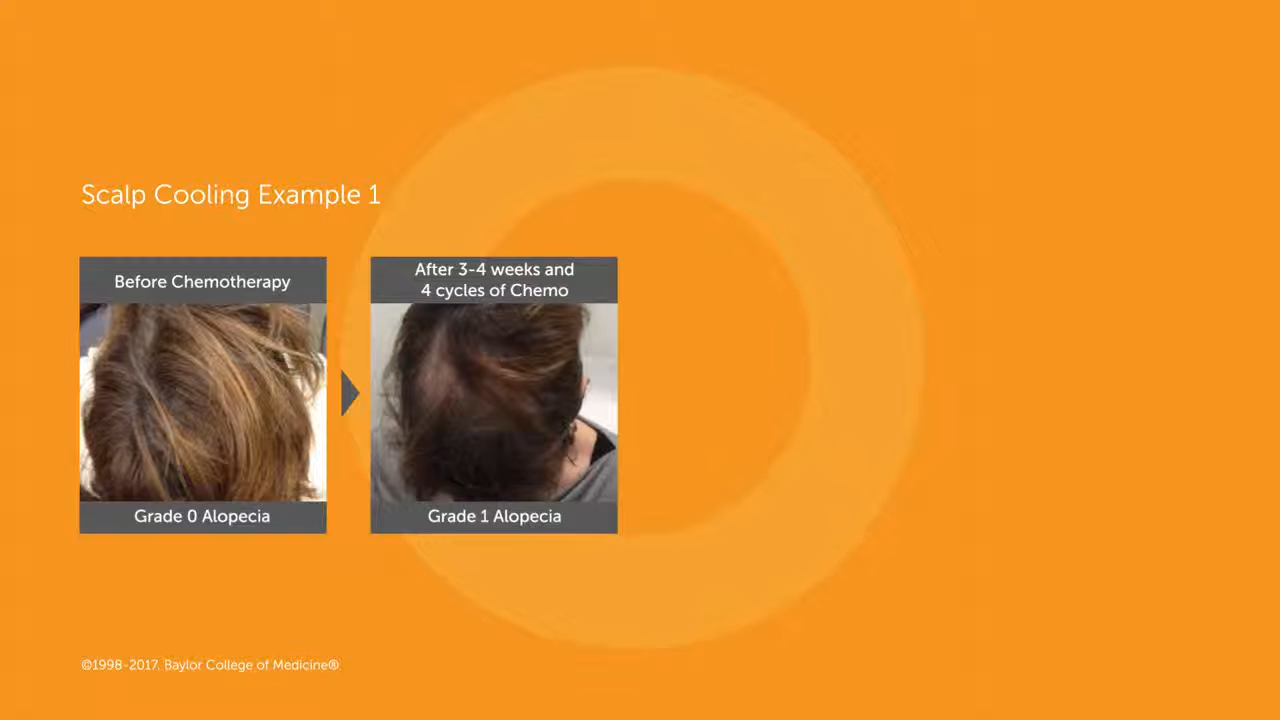 Scalp Cooling Example 1
Before Chemotherapy
After 3-4 weeks and
4 cycles of Chemo
Grade 0 Alopecia
Grade 1 Alopecia
©1998-2017. Baylor College of Medicine®